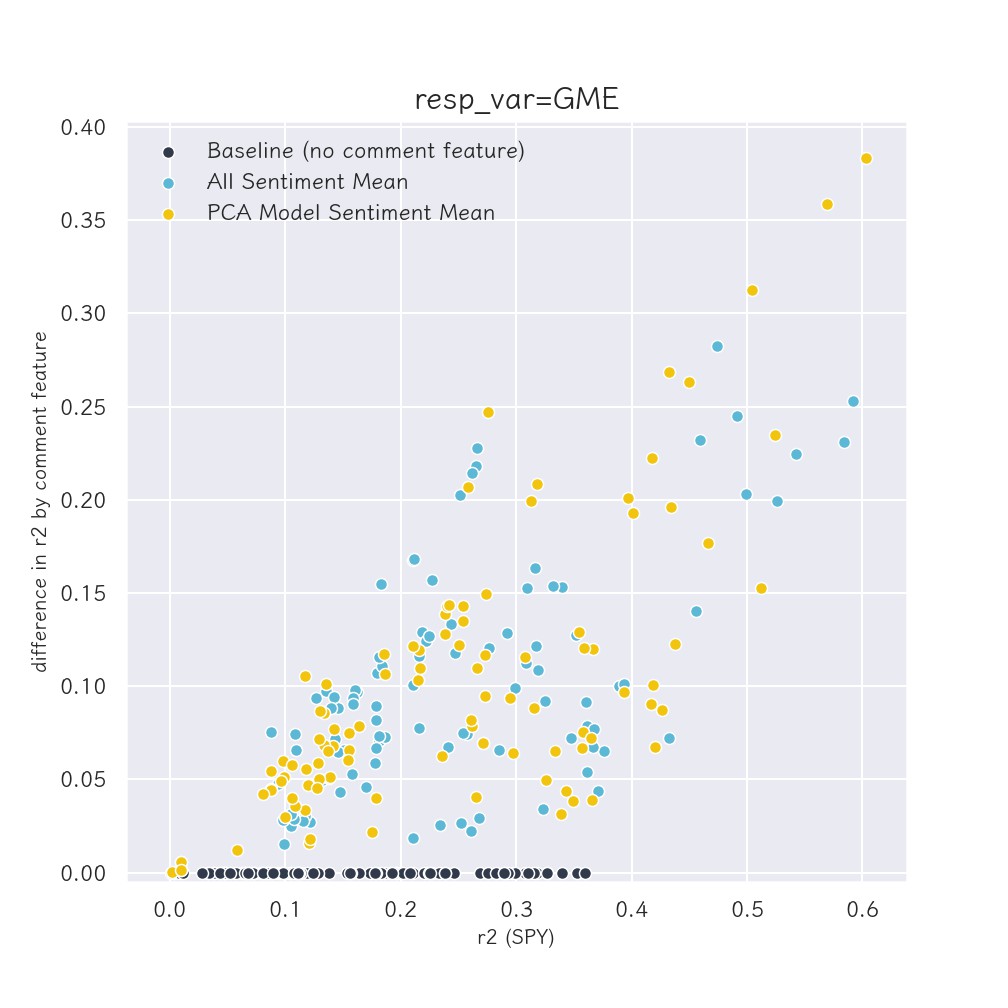 resp_var=GME
0.40
Baseline (no comment feature)
All Sentiment Mean
PCA Model Sentiment Mean
0.35
0.30
0.25
0.20
0.15
0.10
0.05
0.00
difference in r2 by comment feature
0.0 0.1 0.2 0.3 0.4 0.5 0.6
r2 (SPY)